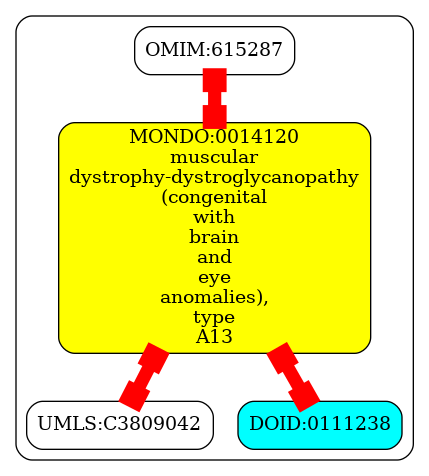 OMIM:615287
MONDO:0014120
muscular
dystrophy-dystroglycanopathy
(congenital
with
brain
and
eye
anomalies),
type
A13
UMLS:C3809042
DOID:0111238